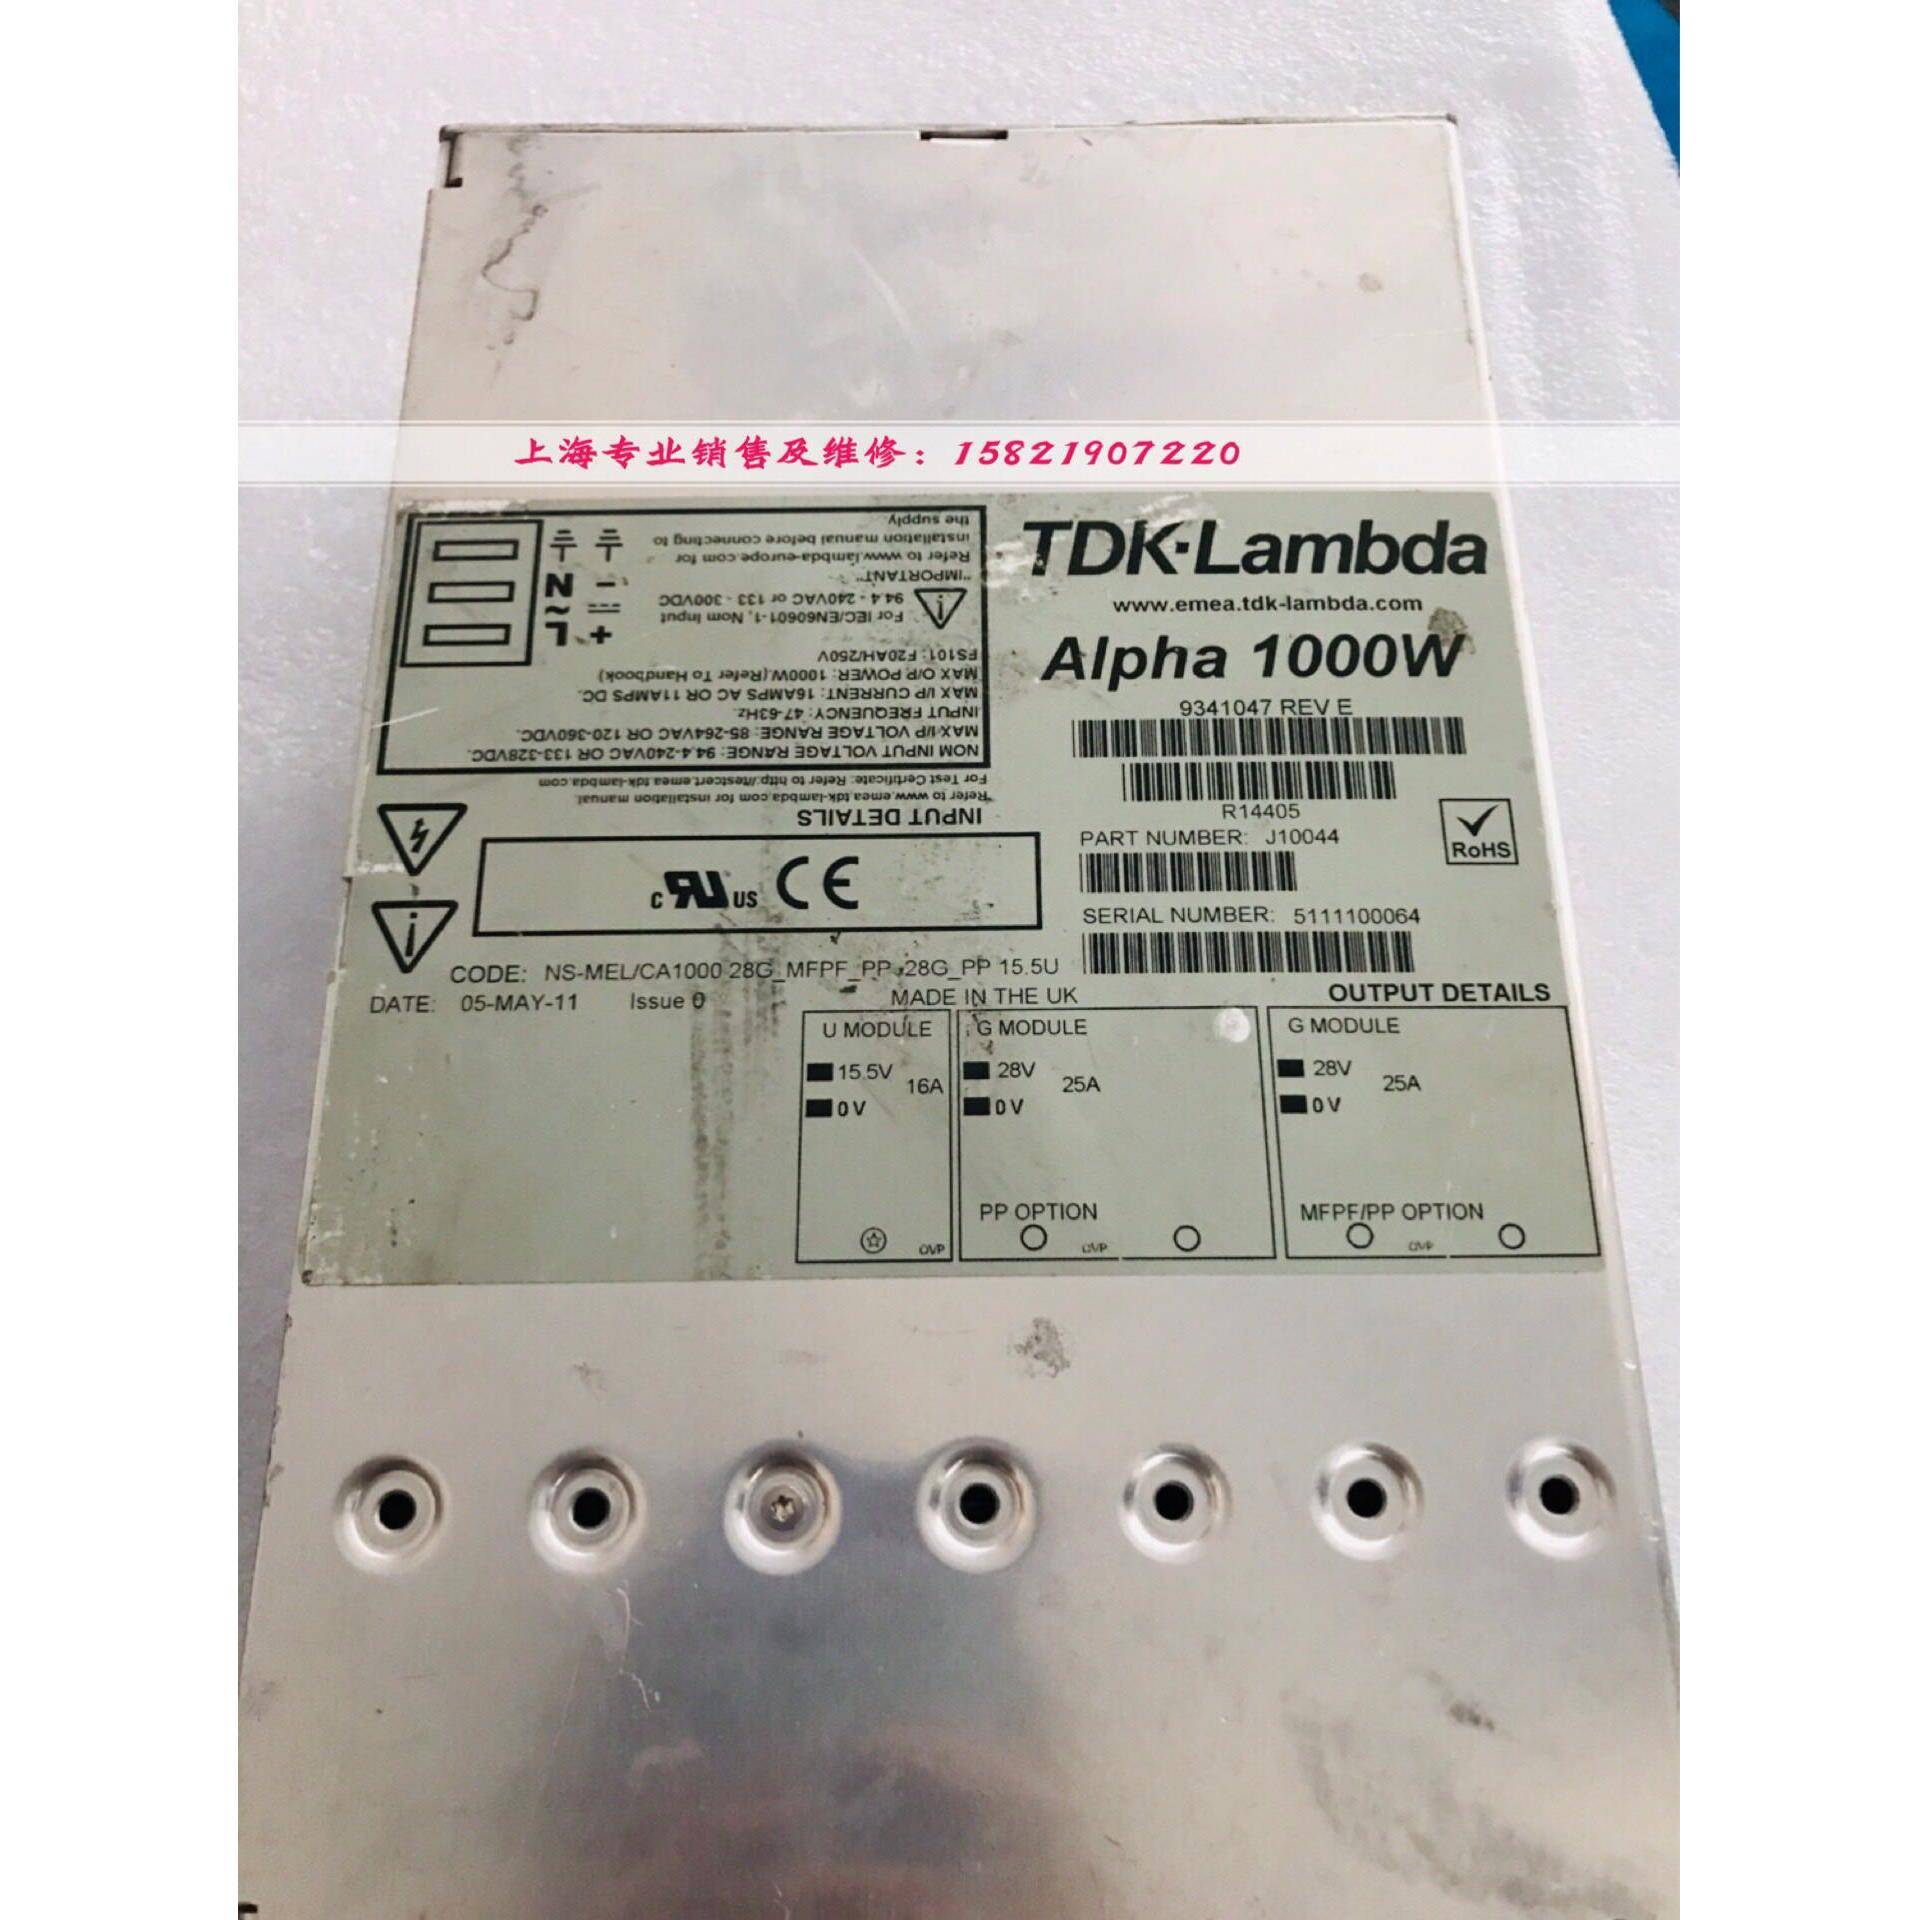 上海专业销售及维修：15821907220
TDK·Lambda
www.emea.tdk-lambda.com
Alpha 1000W
9341047 REV E
R14405
PART NUMBER: J10044
SERIAL NUMBER: 5111100064
RoHS
INPUT DETAILS
"Refer to www.emea.tdk-lambda.com for installation manual.
For Test Certificate: Refer to http://testcert.emea.tdk-lambda.com
NOM INPUT VOLTAGE RANGE: 94.4-240VAC OR 133-328VDC.
MAX I/P VOLTAGE RANGE: 85-264VAC OR 120-360VDC.
INPUT FREQUENCY: 47-63Hz.
MAX I/P CURRENT: 16AMPS AC OR 11AMPS DC.
MAX O/P POWER: 1000W.(Refer To Handbook)
FS101: F20AH/250V
For IEC/EN60601-1, Nom Input
94.4 - 240VAC or 133 - 300VDC
"IMPORTANT"
Refer to www.lambda-europe.com for
installation manual before connecting to
the supply.
+ L
~
- N
c UR us CE
CODE: NS-MEL/CA1000 28G_MFPF_PP 28G_PP 15.5U
DATE: 05-MAY-11 Issue 0 MADE IN THE UK
OUTPUT DETAILS
U MODULE
15.5V
16A
0V
OVP
G MODULE
28V
25A
0V
PP OPTION
OVP
G MODULE
28V
25A
0V
MFPF/PP OPTION
OVP